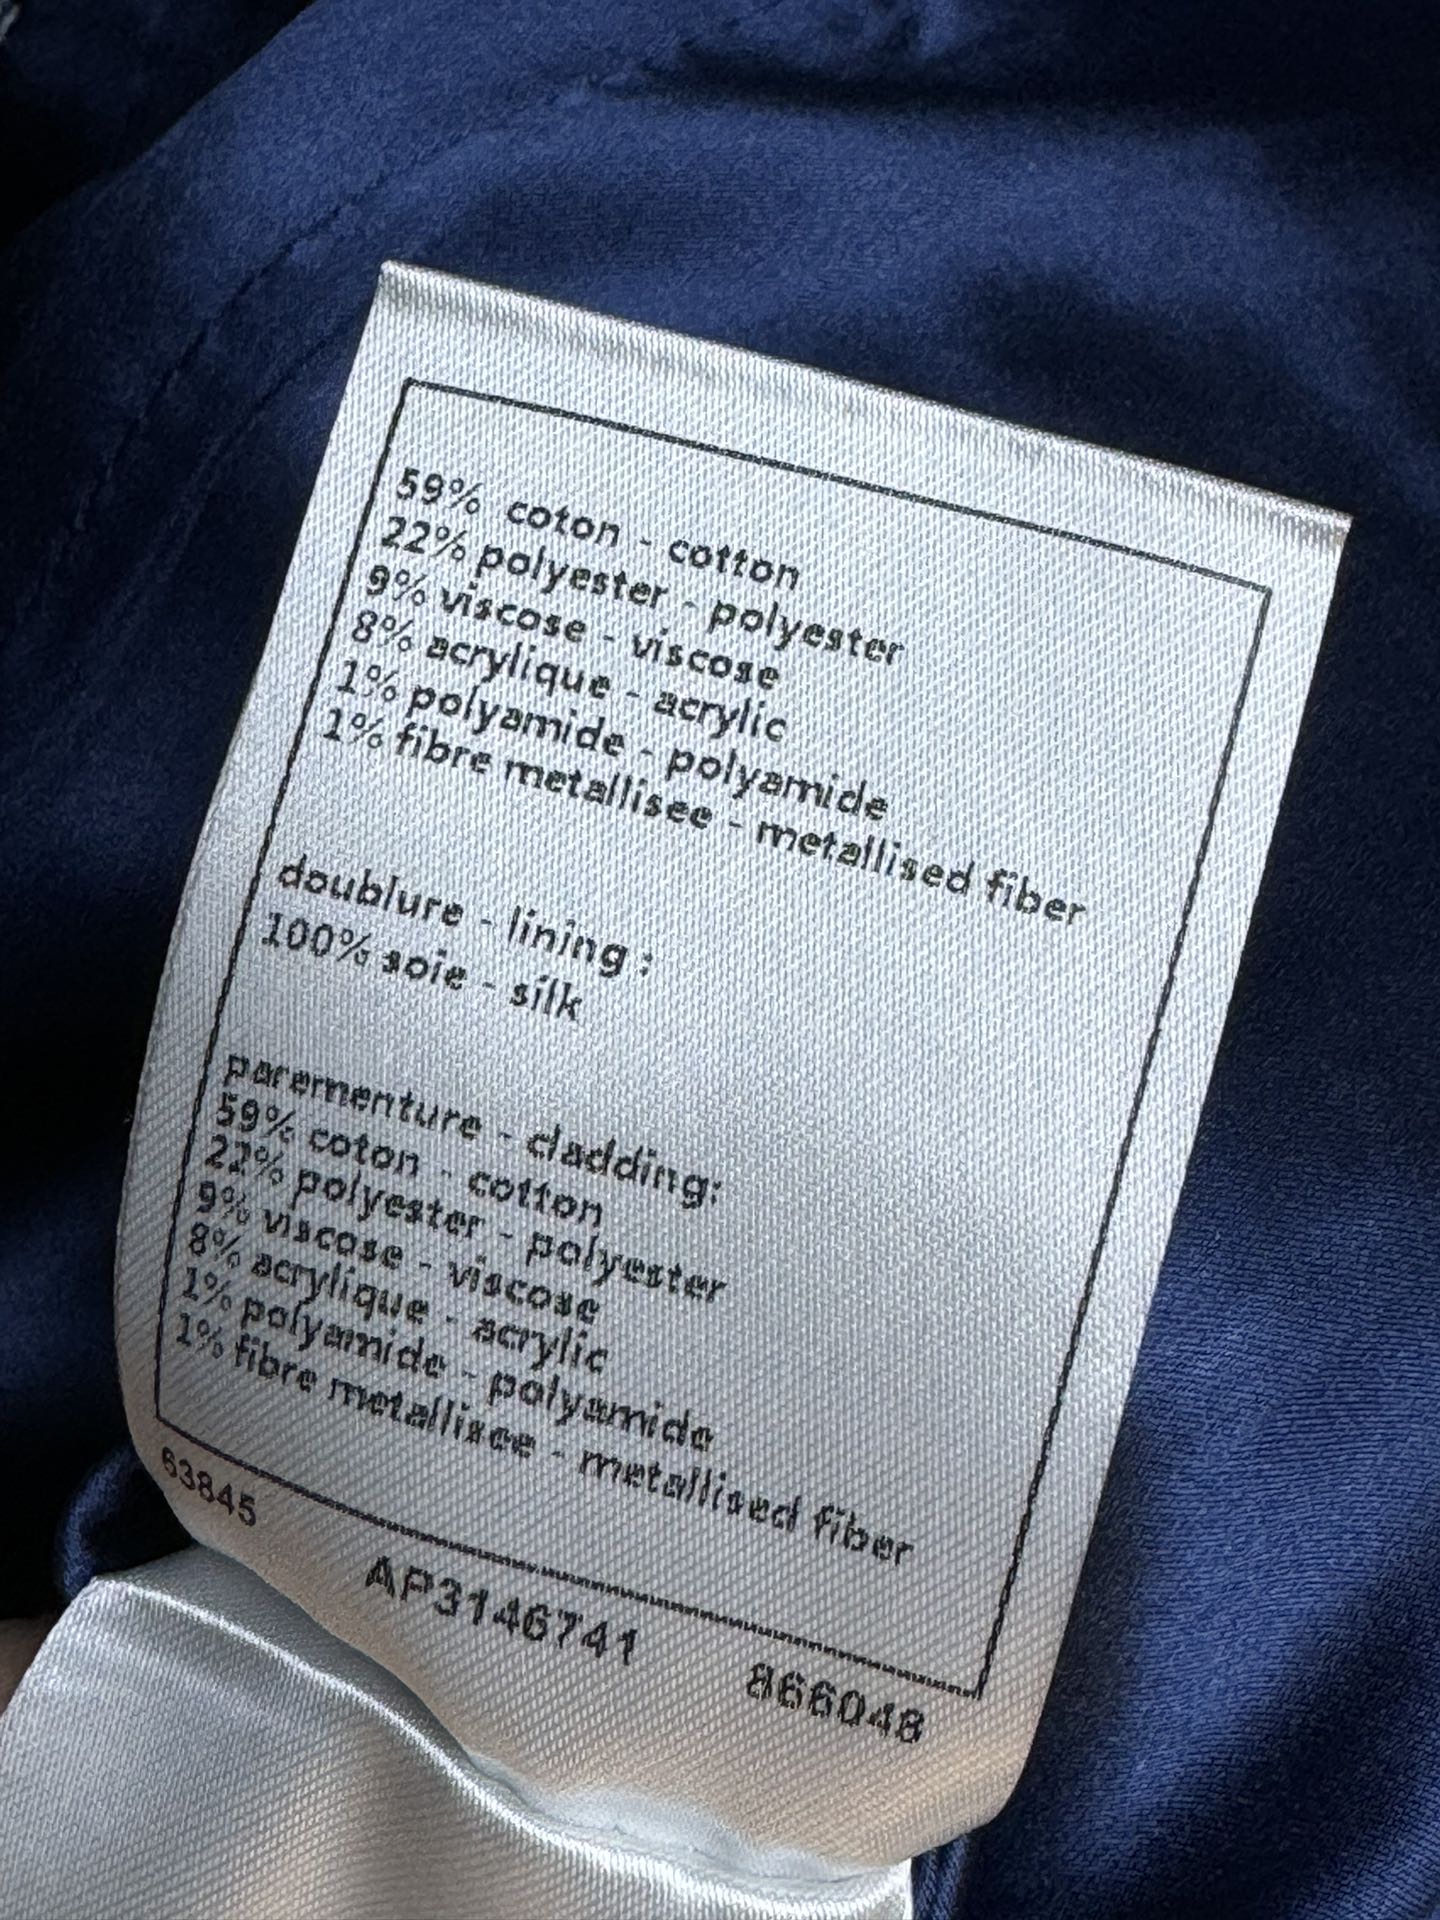 59% coton - cotton
22% polyester - polyester
9% viscose - viscose
8% acrylique - acrylic
1% polyamide - polyamide
1% fibre metallisee - metallised fiber
doublure - lining :
100% soie - silk
parementure - cladding:
59% coton - cotton
22% polyester - polyester
9% viscose - viscose
8% acrylique - acrylic
1% polyamide - polyamide
1% fibre metallisee - metallised fiber
63845 AP3146741 866048